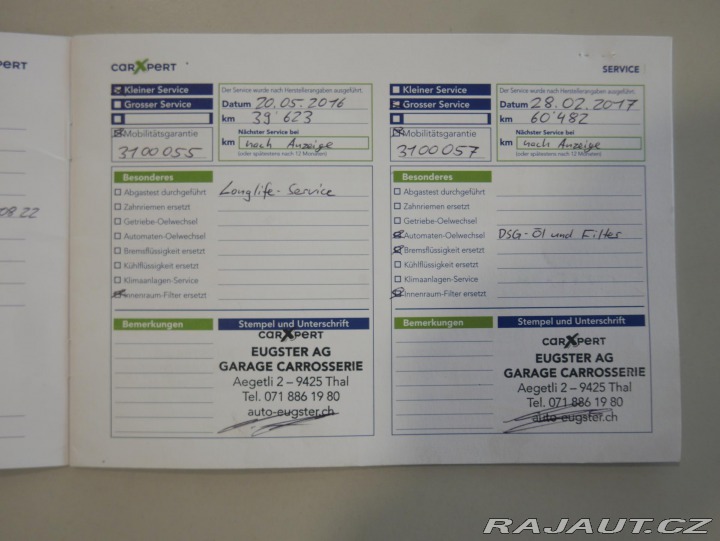 PERT
08.22
carXpert
Kleiner Service
Grosser Service
Mobilitätsgarantie
3100055
Der Service wurde nach Herstellerangaben ausgeführt.
Datum 20.05.2016
km 39'623
Nächster Service bei
km nach Anzeige
(oder spätestens nach 12 Monaten)
Besonderes
Abgastest durchgeführt
Zahnriemen ersetzt
Getriebe-Oelwechsel
Automaten-Oelwechsel
Bremsflüssigkeit ersetzt
Kühlflüssigkeit ersetzt
Klimaanlagen-Service
Innenraum-Filter ersetzt
Longlife-Service
Bemerkungen
Stempel und Unterschrift
carXpert
EUGSTER AG
GARAGE CARROSSERIE
Aegetli 2 – 9425 Thal
Tel. 071 886 19 80
auto-eugster.ch
SERVICE
Kleiner Service
Grosser Service
Mobilitätsgarantie
3100057
Der Service wurde nach Herstellerangaben ausgeführt.
Datum 28.02.2017
km 60'482
Nächster Service bei
km nach Anzeige
(oder spätestens nach 12 Monaten)
Besonderes
Abgastest durchgeführt
Zahnriemen ersetzt
Getriebe-Oelwechsel
Automaten-Oelwechsel
Bremsflüssigkeit ersetzt
Kühlflüssigkeit ersetzt
Klimaanlagen-Service
Innenraum-Filter ersetzt
DSG-Öl und Filter
Bemerkungen
Stempel und Unterschrift
carXpert
EUGSTER AG
GARAGE CARROSSERIE
Aegetli 2 – 9425 Thal
Tel. 071 886 19 80
auto-eugster.ch
RAJAUT.CZ